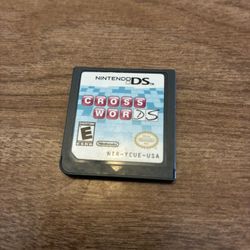 NINTENDO DS
CROSS
WORDS
E
Nintendo
NTR-YCUE-USA